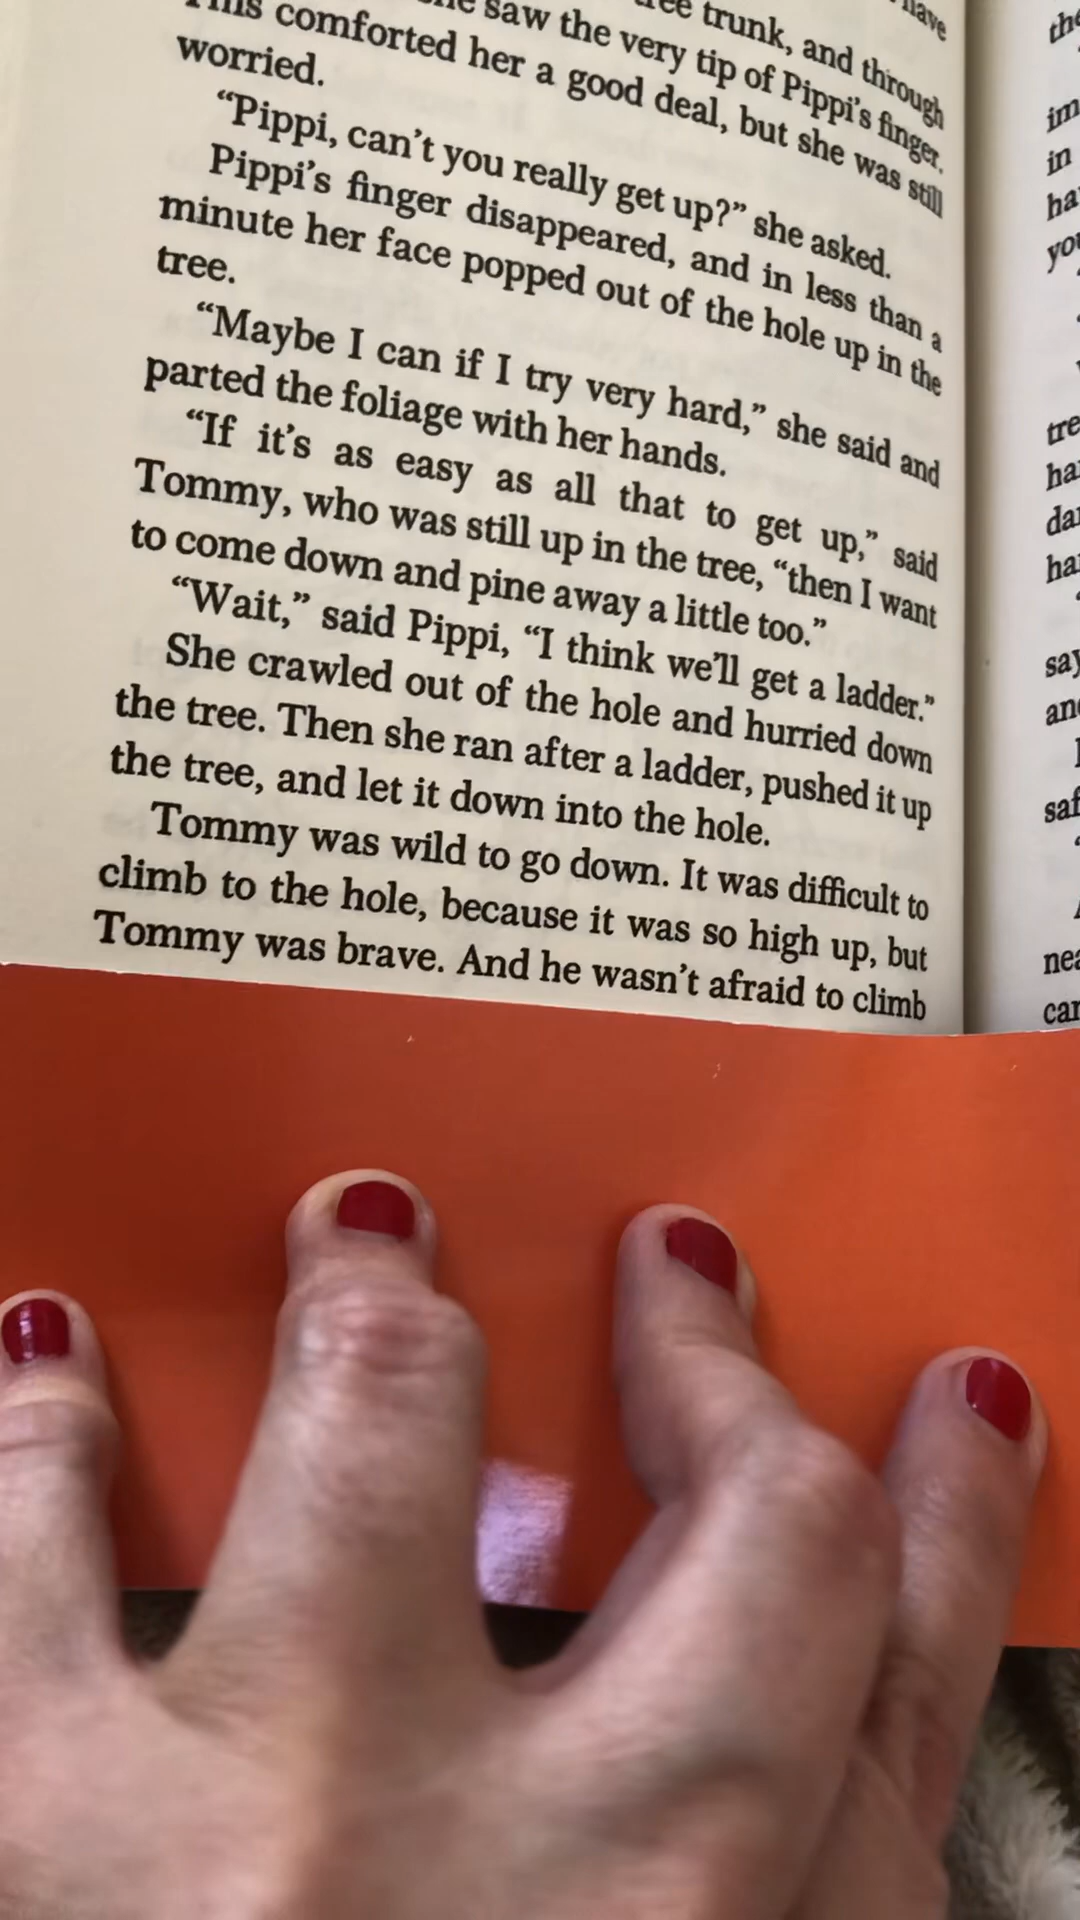 have
tree trunk, and through
she saw the very tip of Pippi's finger.
This comforted her a good deal, but she was still
worried.
“Pippi, can't you really get up?” she asked.
Pippi's finger disappeared, and in less than a
minute her face popped out of the hole up in the
tree.
“Maybe I can if I try very hard,” she said and
parted the foliage with her hands.
“If it's as easy as all that to get up,” said
Tommy, who was still up in the tree, “then I want
to come down and pine away a little too.”
“Wait,” said Pippi, “I think we'll get a ladder.”
She crawled out of the hole and hurried down
the tree. Then she ran after a ladder, pushed it up
the tree, and let it down into the hole.
Tommy was wild to go down. It was difficult to
climb to the hole, because it was so high up, but
Tommy was brave. And he wasn't afraid to climb
in